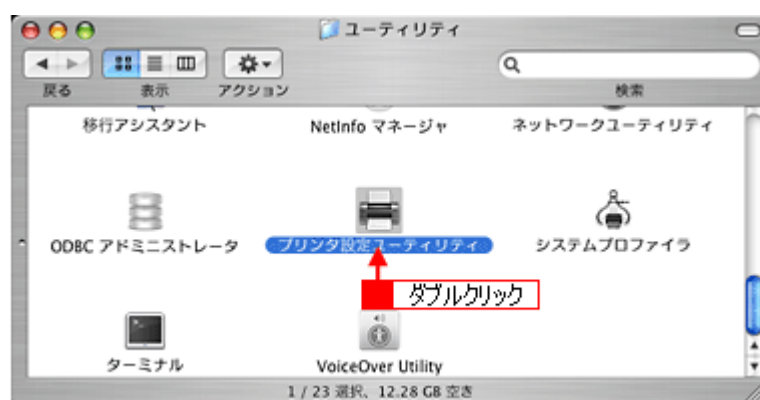 ユーティリティ
戻る 表示 アクション 検索
移行アシスタント NetInfo マネージャ ネットワークユーティリティ
ODBC アドミニストレータ プリンタ設定ユーティリティ システムプロファイラ
ダブルクリック
ターミナル VoiceOver Utility
1 / 23 選択、12.28 GB 空き